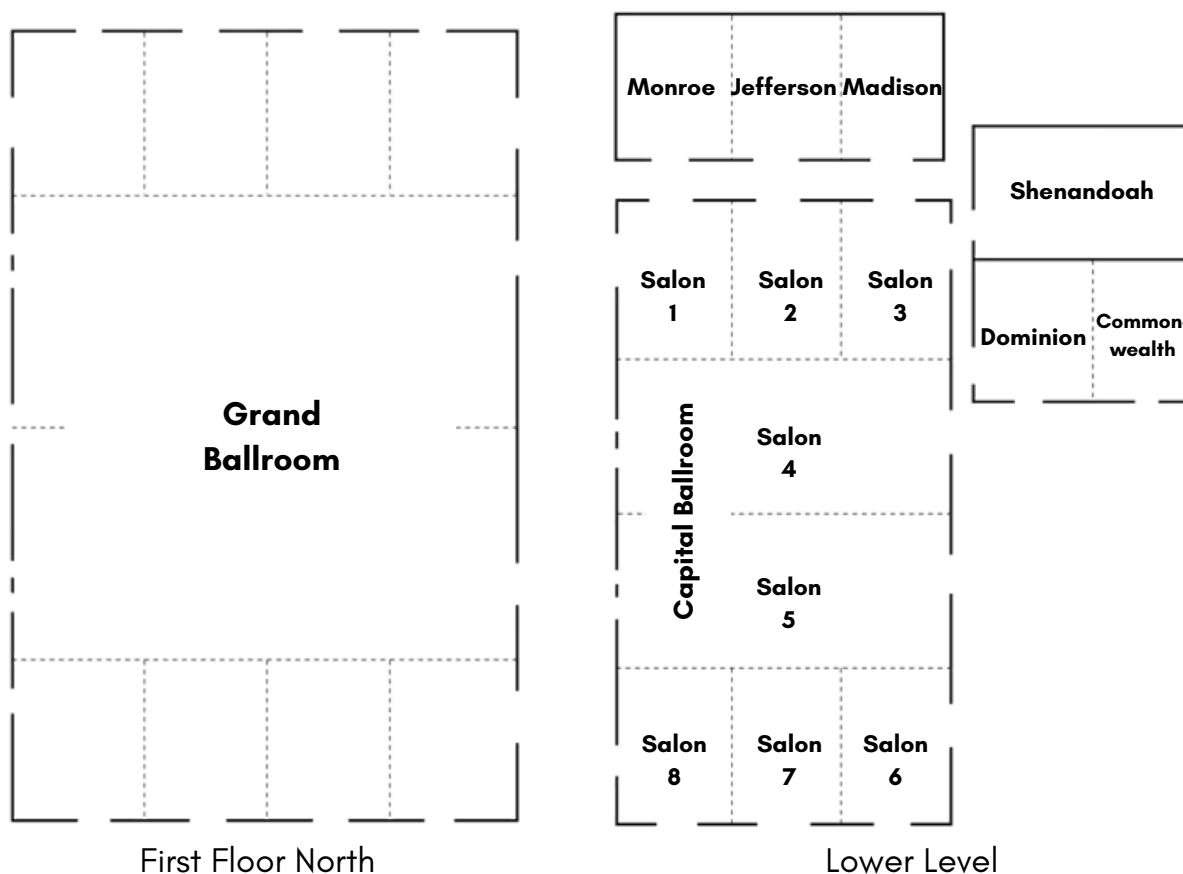 Monroe
Jefferson
Madison
Shenandoah
Salon
1
Salon
2
Salon
3
Dominion
Common-
wealth
Grand
Ballroom
Capital Ballroom
Salon
4
Salon
5
Salon
8
Salon
7
Salon
6
First Floor North
Lower Level